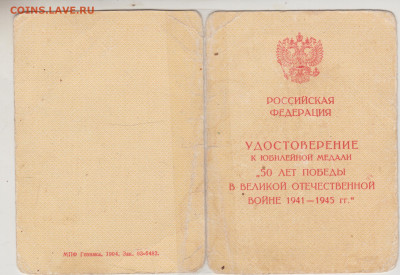 COINS.LAVE.RU
РОССИЙСКАЯ
ФЕДЕРАЦИЯ
УДОСТОВЕРЕНИЕ
К ЮБИЛЕЙНОЙ МЕДАЛИ
„50 ЛЕТ ПОБЕДЫ
В ВЕЛИКОЙ ОТЕЧЕСТВЕННОЙ
ВОЙНЕ 1941—1945 гг."